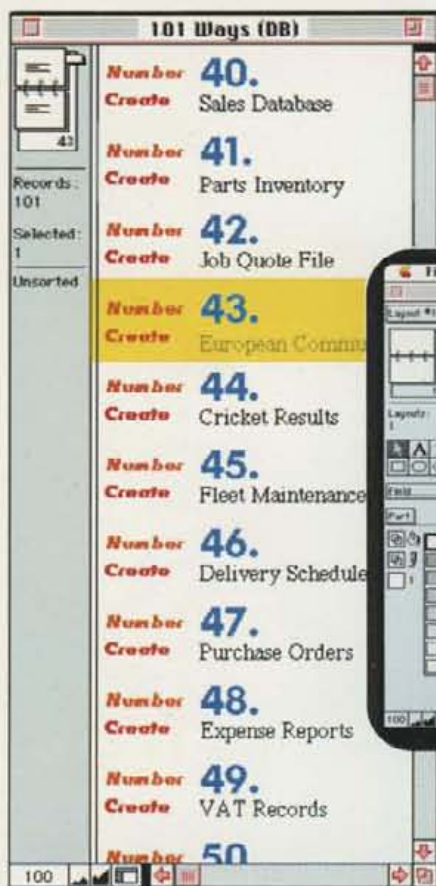 101 Ways (DB)
43
Records:
101
Selected:
1
Unsorted
Number 40.
Create Sales Database
Number 41.
Create Parts Inventory
Number 42.
Create Job Quote File
Number 43.
Create European Commu
Number 44.
Create Cricket Results
Number 45.
Create Fleet Maintenance
Number 46.
Create Delivery Schedule
Number 47.
Create Purchase Orders
Number 48.
Create Expense Reports
Number 49.
Create VAT Records
Number 50
100
Fi
Layout
Layouts:
1
A
Field
Part
100